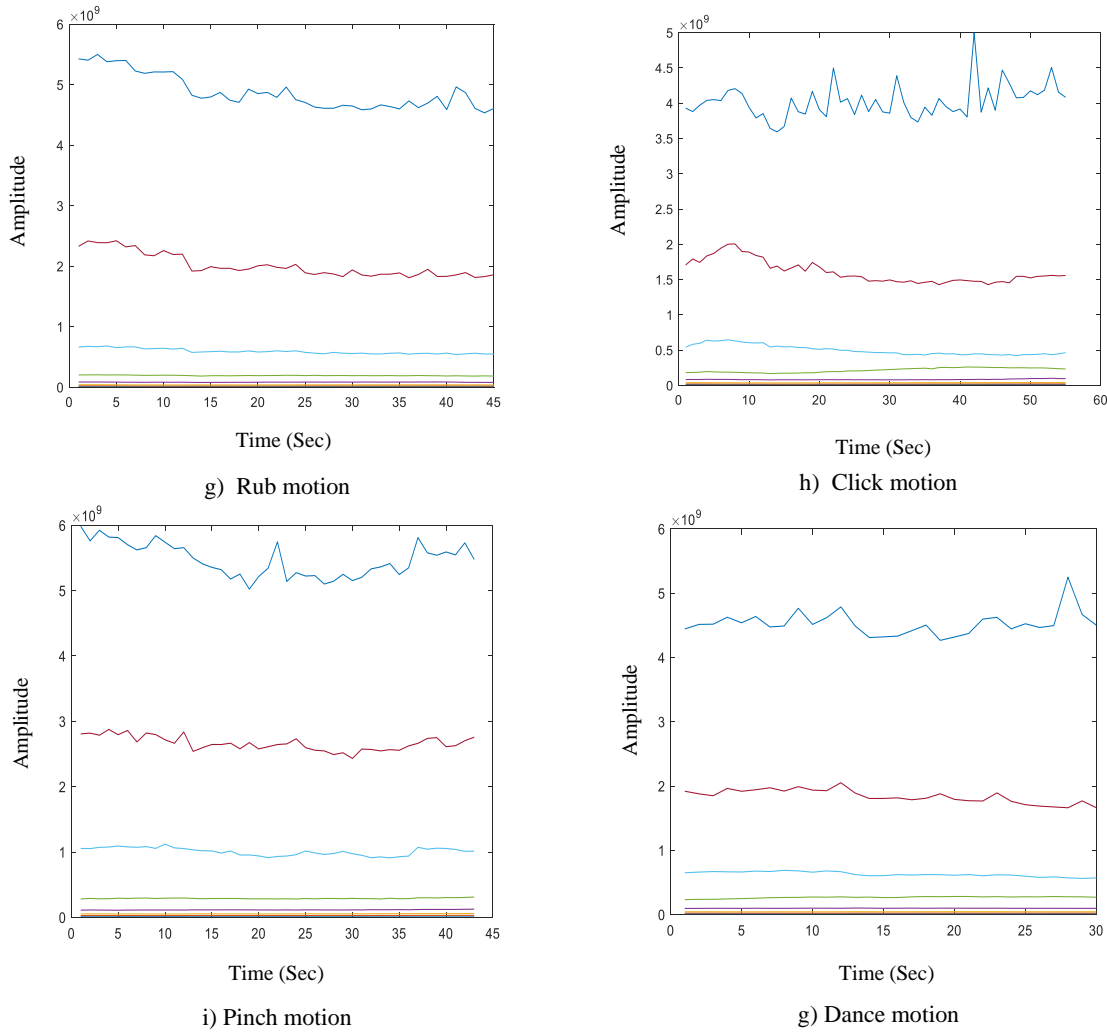 ×10⁹
6
5
4
3
2
1
0
0 5 10 15 20 25 30 35 40 45
Amplitude
Time (Sec)
g) Rub motion
×10⁹
5
4.5
4
3.5
3
2.5
2
1.5
1
0.5
0
0 10 20 30 40 50 60
Amplitude
Time (Sec)
h) Click motion
×10⁹
6
5
4
3
2
1
0
0 5 10 15 20 25 30 35 40 45
Amplitude
Time (Sec)
i) Pinch motion
×10⁹
6
5
4
3
2
1
0
0 5 10 15 20 25 30
Amplitude
Time (Sec)
g) Dance motion